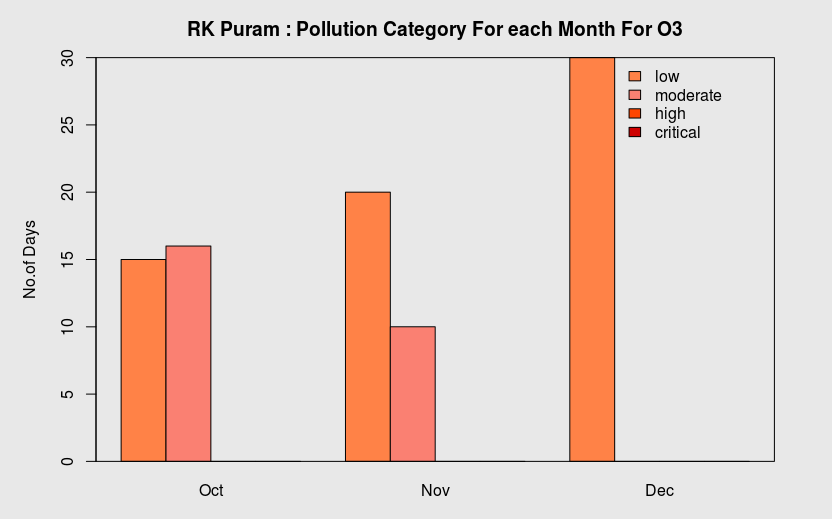 RK Puram : Pollution Category For each Month For O3
30
25
20
15
10
5
0
No.of Days
low
moderate
high
critical
Oct
Nov
Dec